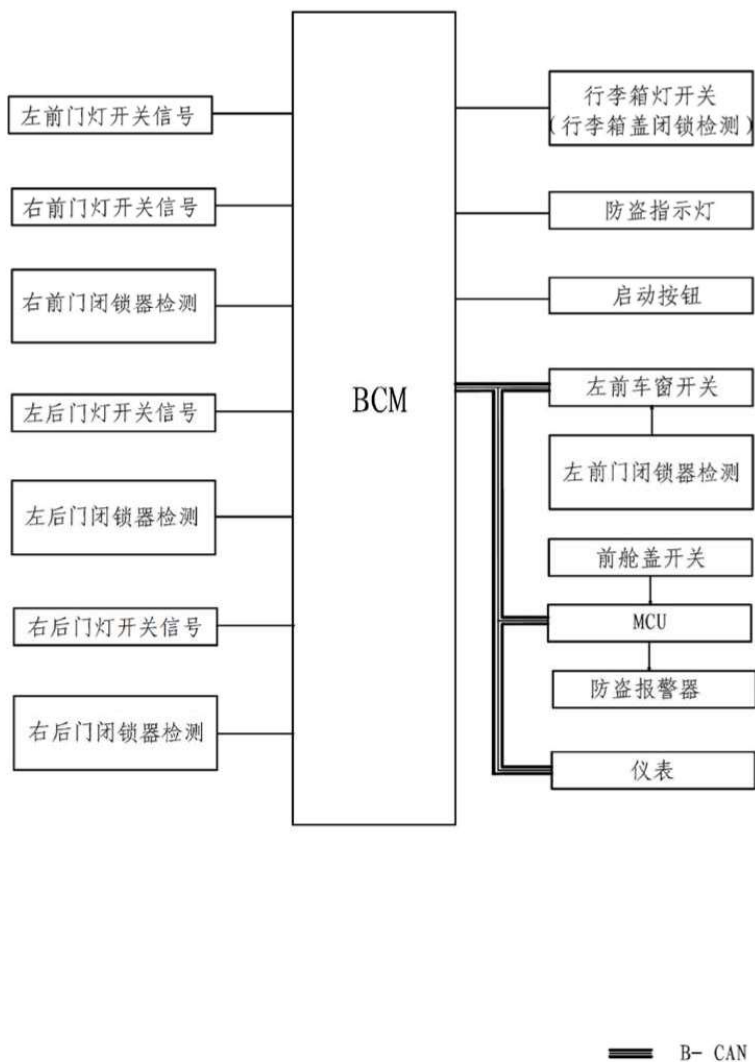 左前门灯开关信号
右前门灯开关信号
右前门闭锁器检测
左后门灯开关信号
左后门闭锁器检测
右后门灯开关信号
右后门闭锁器检测
BCM
行李箱灯开关
(行李箱盖闭锁检测)
防盗指示灯
启动按钮
左前车窗开关
左前门闭锁器检测
前舱盖开关
MCU
防盗报警器
仪表
B- CAN